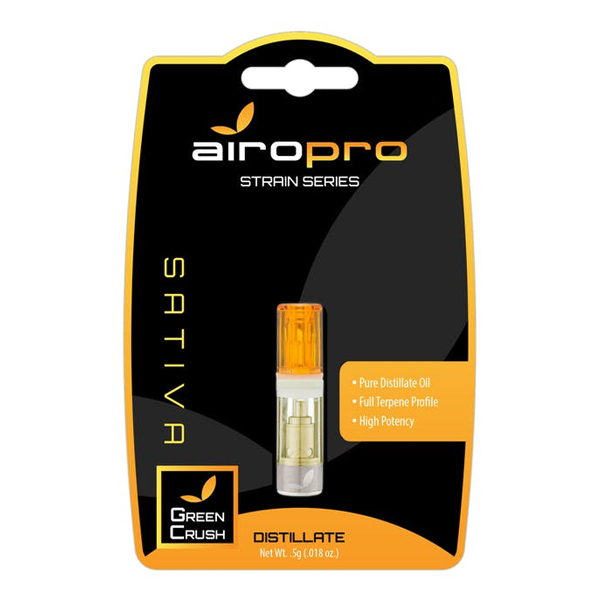 airopro
STRAIN SERIES
SATIVA
• Pure Distillate Oil
• Full Terpene Profile
• High Potency
GREEN
CRUSH
DISTILLATE
Net Wt. .5g (.018 oz.)